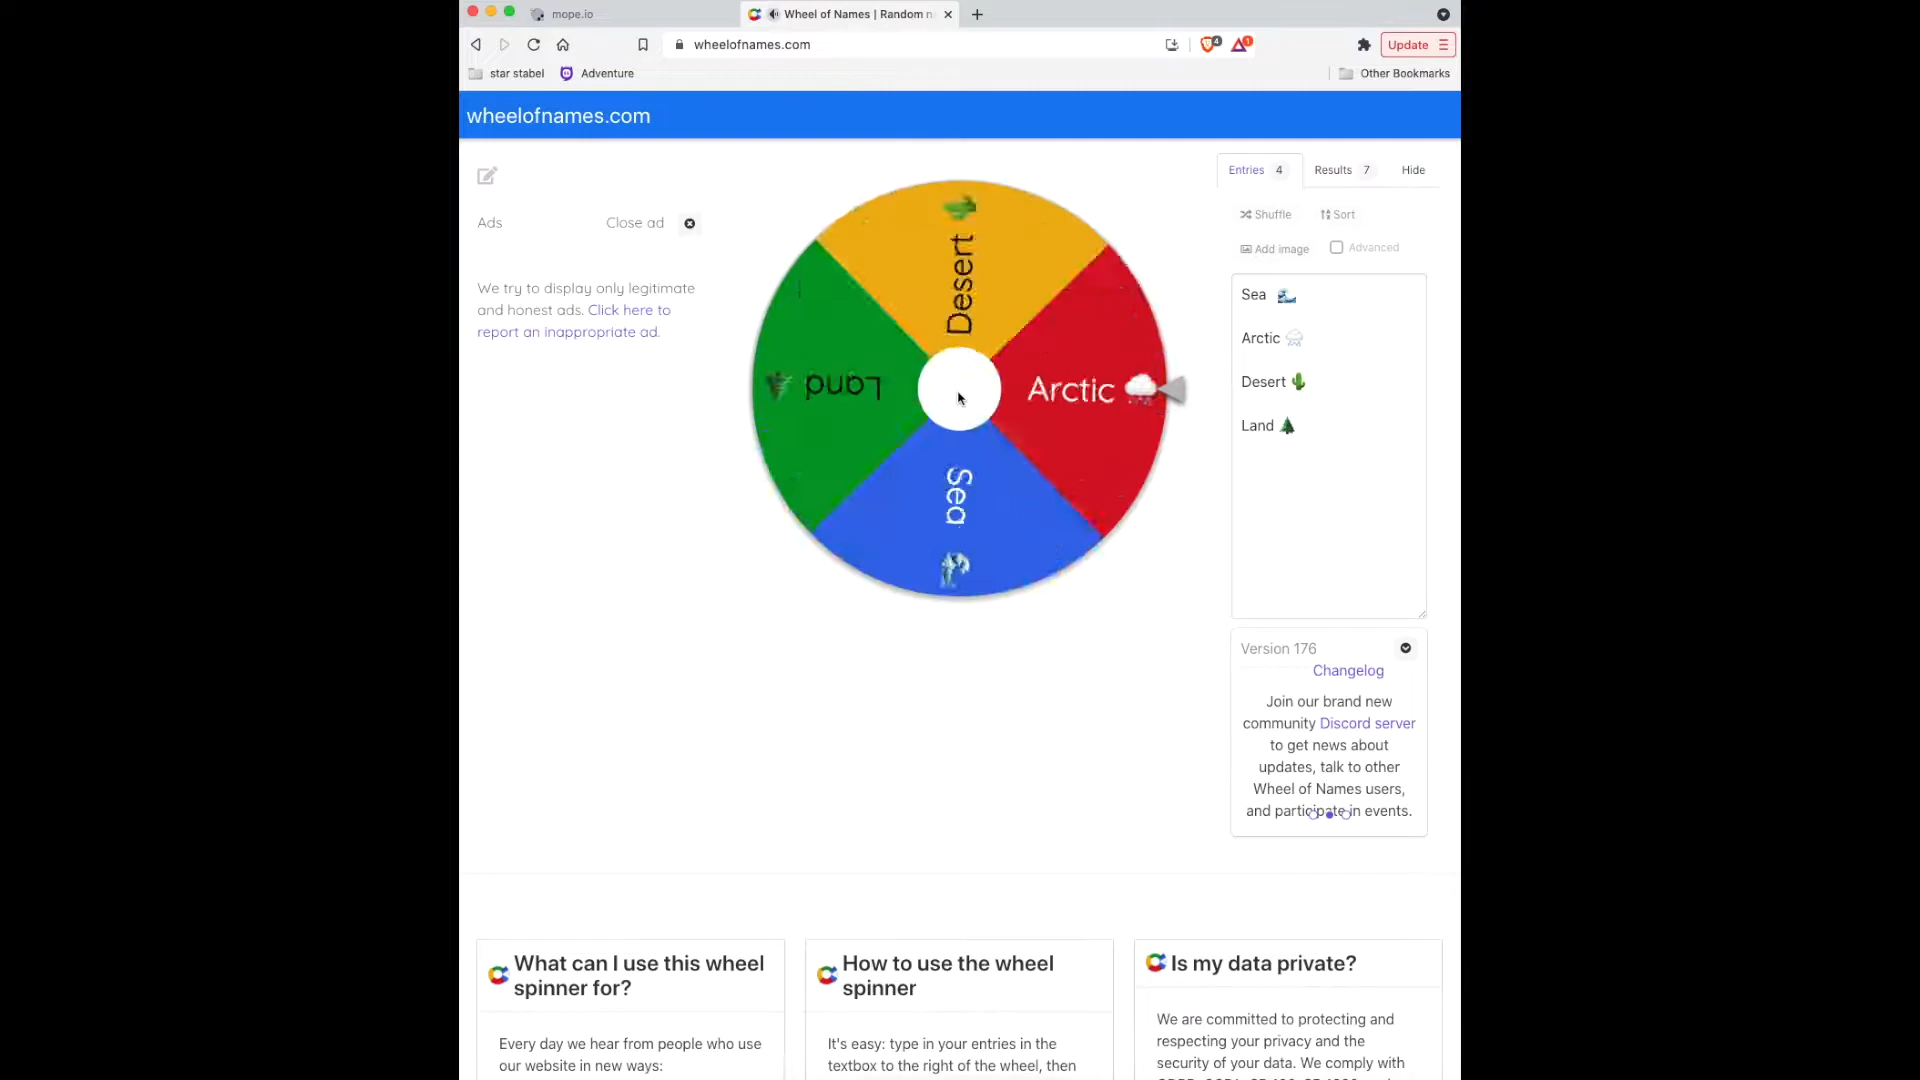 mope.io
Wheel of Names | Random n
wheelofnames.com
4
1
Update
star stabel
Adventure
Other Bookmarks
wheelofnames.com
Entries 4
Results 7
Hide
Ads
Close ad
Shuffle
Sort
Add image
Advanced
We try to display only legitimate
and honest ads. Click here to
report an inappropriate ad.
Desert
Land
Arctic
Sea
Sea
Arctic
Desert
Land
Version 176
Changelog
Join our brand new
community Discord server
to get news about
updates, talk to other
Wheel of Names users,
and participate in events.
What can I use this wheel
spinner for?
Every day we hear from people who use
our website in new ways:
How to use the wheel
spinner
It's easy: type in your entries in the
textbox to the right of the wheel, then
Is my data private?
We are committed to protecting and
respecting your privacy and the
security of your data. We comply with